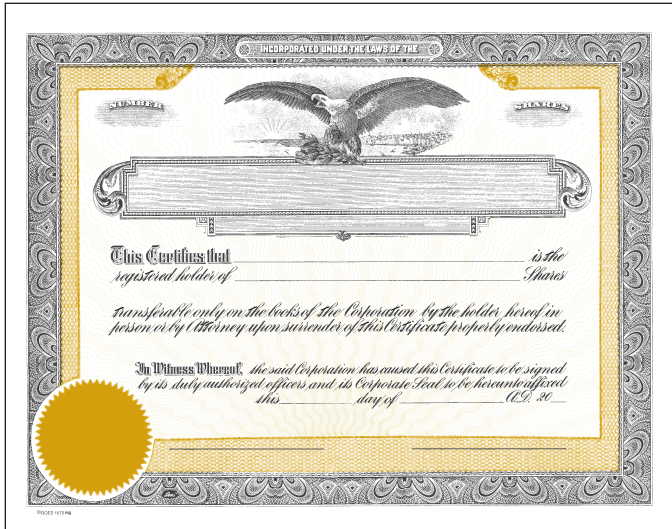 INCORPORATED UNDER THE LAWS OF THE
NUMBER
SHARES
This Certifies that is the
registered holder of Shares
transferable only on the books of the Corporation by the holder hereof in
person or by Attorney upon surrender of this Certificate properly endorsed.
In Witness Whereof, the said Corporation has caused this Certificate to be signed
by its duly authorized officers and its Corporate Seal to be hereunto affixed
this day of A.D. 20
©GOES 1075